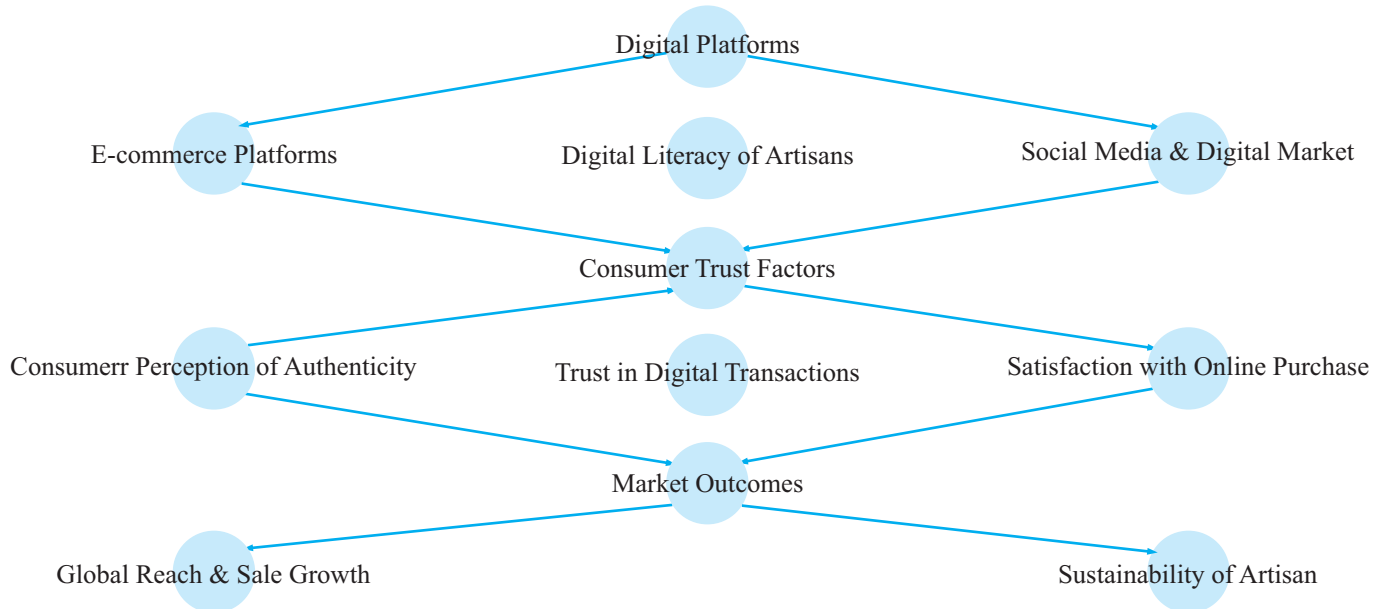 Digital Platforms
E-commerce Platforms
Digital Literacy of Artisans
Social Media & Digital Market
Consumer Trust Factors
Consumerr Perception of Authenticity
Trust in Digital Transactions
Satisfaction with Online Purchase
Market Outcomes
Global Reach & Sale Growth
Sustainability of Artisan